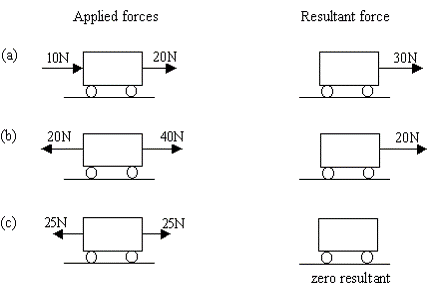 Applied forces Resultant force
(a) 10N 20N 30N
(b) 20N 40N 20N
(c) 25N 25N
zero resultant